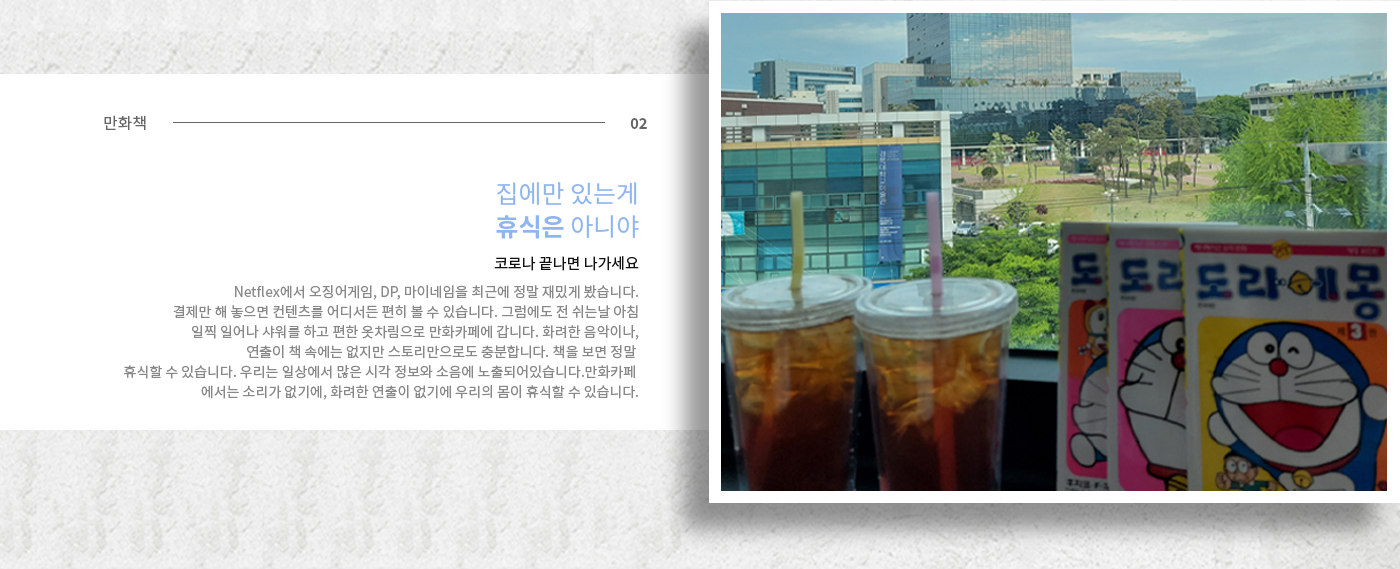 만화책
02
집에만 있는게
휴식은 아니야
코로나 끝나면 나가세요
Netflex에서 오징어게임, DP, 마이네임을 최근에 정말 재밌게 봤습니다.
결제만 해 놓으면 컨텐츠를 어디서든 편히 볼 수 있습니다. 그럼에도 전 쉬는날 아침
일찍 일어나 샤워를 하고 편한 옷차림으로 만화카페에 갑니다. 화려한 음악이나,
연출이 책 속에는 없지만 스토리만으로도 충분합니다. 책을 보면 정말
휴식할 수 있습니다. 우리는 일상에서 많은 시각 정보와 소음에 노출되어있습니다.만화카페
에서는 소리가 없기에, 화려한 연출이 없기에 우리의 몸이 휴식할 수 있습니다.
도
도라
도라에몽
제3권